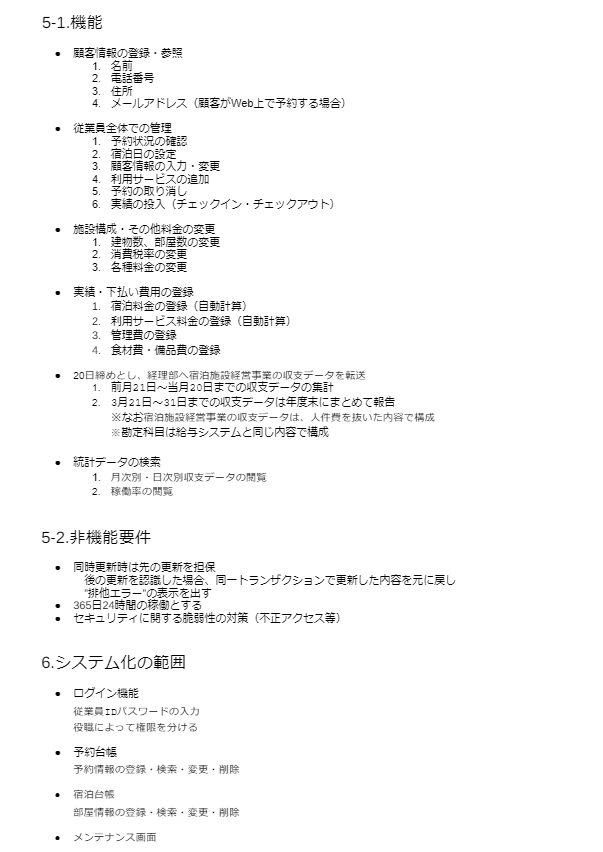 5-1.機能
● 顧客情報の登録・参照
1. 名前
2. 電話番号
3. 住所
4. メールアドレス（顧客がWeb上で予約する場合）
● 従業員全体での管理
1. 予約状況の確認
2. 宿泊日の設定
3. 顧客情報の入力・変更
4. 利用サービスの追加
5. 予約の取り消し
6. 実績の投入（チェックイン・チェックアウト）
● 施設構成・その他料金の変更
1. 建物数、部屋数の変更
2. 消費税率の変更
3. 各種料金の変更
● 実績・下払い費用の登録
1. 宿泊料金の登録（自動計算）
2. 利用サービス料金の登録（自動計算）
3. 管理費の登録
4. 食材費・備品費の登録
● 20日締めとし、経理部へ宿泊施設経営事業の収支データを転送
1. 前月21日～当月20日までの収支データの集計
2. 3月21日～31日までの収支データは年度末にまとめて報告
※なお宿泊施設経営事業の収支データは、人件費を抜いた内容で構成
※勘定科目は給与システムと同じ内容で構成
● 統計データの検索
1. 月次別・日次別収支データの閲覧
2. 稼働率の閲覧
5-2.非機能要件
● 同時更新時は先の更新を担保
後の更新を認識した場合、同一トランザクションで更新した内容を元に戻し
"排他エラー"の表示を出す
● 365日24時間の稼働とする
● セキュリティに関する脆弱性の対策（不正アクセス等）
6.システム化の範囲
● ログイン機能
従業員IDパスワードの入力
役職によって権限を分ける
● 予約台帳
予約情報の登録・検索・変更・削除
● 宿泊台帳
部屋情報の登録・検索・変更・削除
● メンテナンス画面